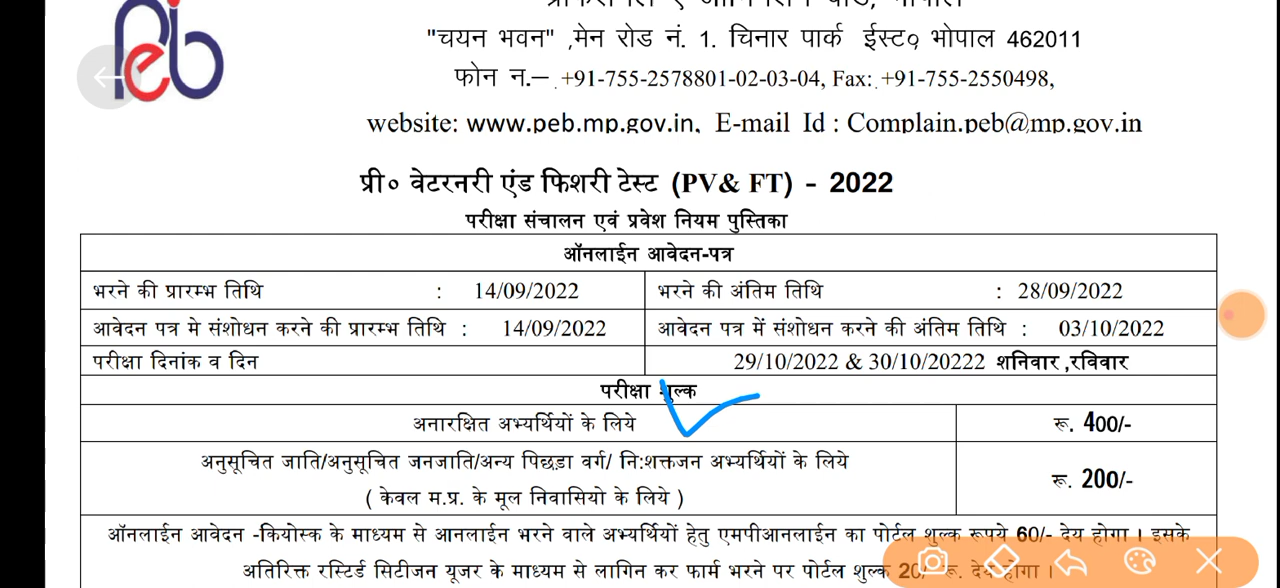 Peb
"चयन भवन" ,मेन रोड नं. 1. चिनार पार्क ईस्ट० भोपाल 462011
फोन न.– . +91-755-2578801-02-03-04, Fax: . +91-755-2550498,
website: www.peb.mp.gov.in, E-mail Id : Complain.peb@mp.gov.in
प्री० वेटरनरी एंड फिशरी टेस्ट (PV& FT) - 2022
परीक्षा संचालन एवं प्रवेश नियम पुस्तिका
ऑनलाईन आवेदन-पत्र
भरने की प्रारम्भ तिथि : 14/09/2022 भरने की अंतिम तिथि : 28/09/2022
आवेदन पत्र मे संशोधन करने की प्रारम्भ तिथि : 14/09/2022 आवेदन पत्र में संशोधन करने की अंतिम तिथि : 03/10/2022
परीक्षा दिनांक व दिन 29/10/2022 & 30/10/20222 शनिवार ,रविवार
परीक्षा शुल्क
अनारक्षित अभ्यर्थियों के लिये रू. 400/-
अनुसूचित जाति/अनुसूचित जनजाति/अन्य पिछड़ा वर्ग/ नि:शक्तजन अभ्यर्थियों के लिये
( केवल म.प्र. के मूल निवासियो के लिये ) रू. 200/-
ऑनलाईन आवेदन -कियोस्क के माध्यम से आनलाईन भरने वाले अभ्यर्थियों हेतु एमपीआनलाईन का पोर्टल शुल्क रूपये 60/- देय होगा । इसके
अतिरिक्त रस्टिर्ड सिटीजन यूजर के माध्यम से लागिन कर फार्म भरने पर पोर्टल शुल्क 20/- रू. देय होगा ।